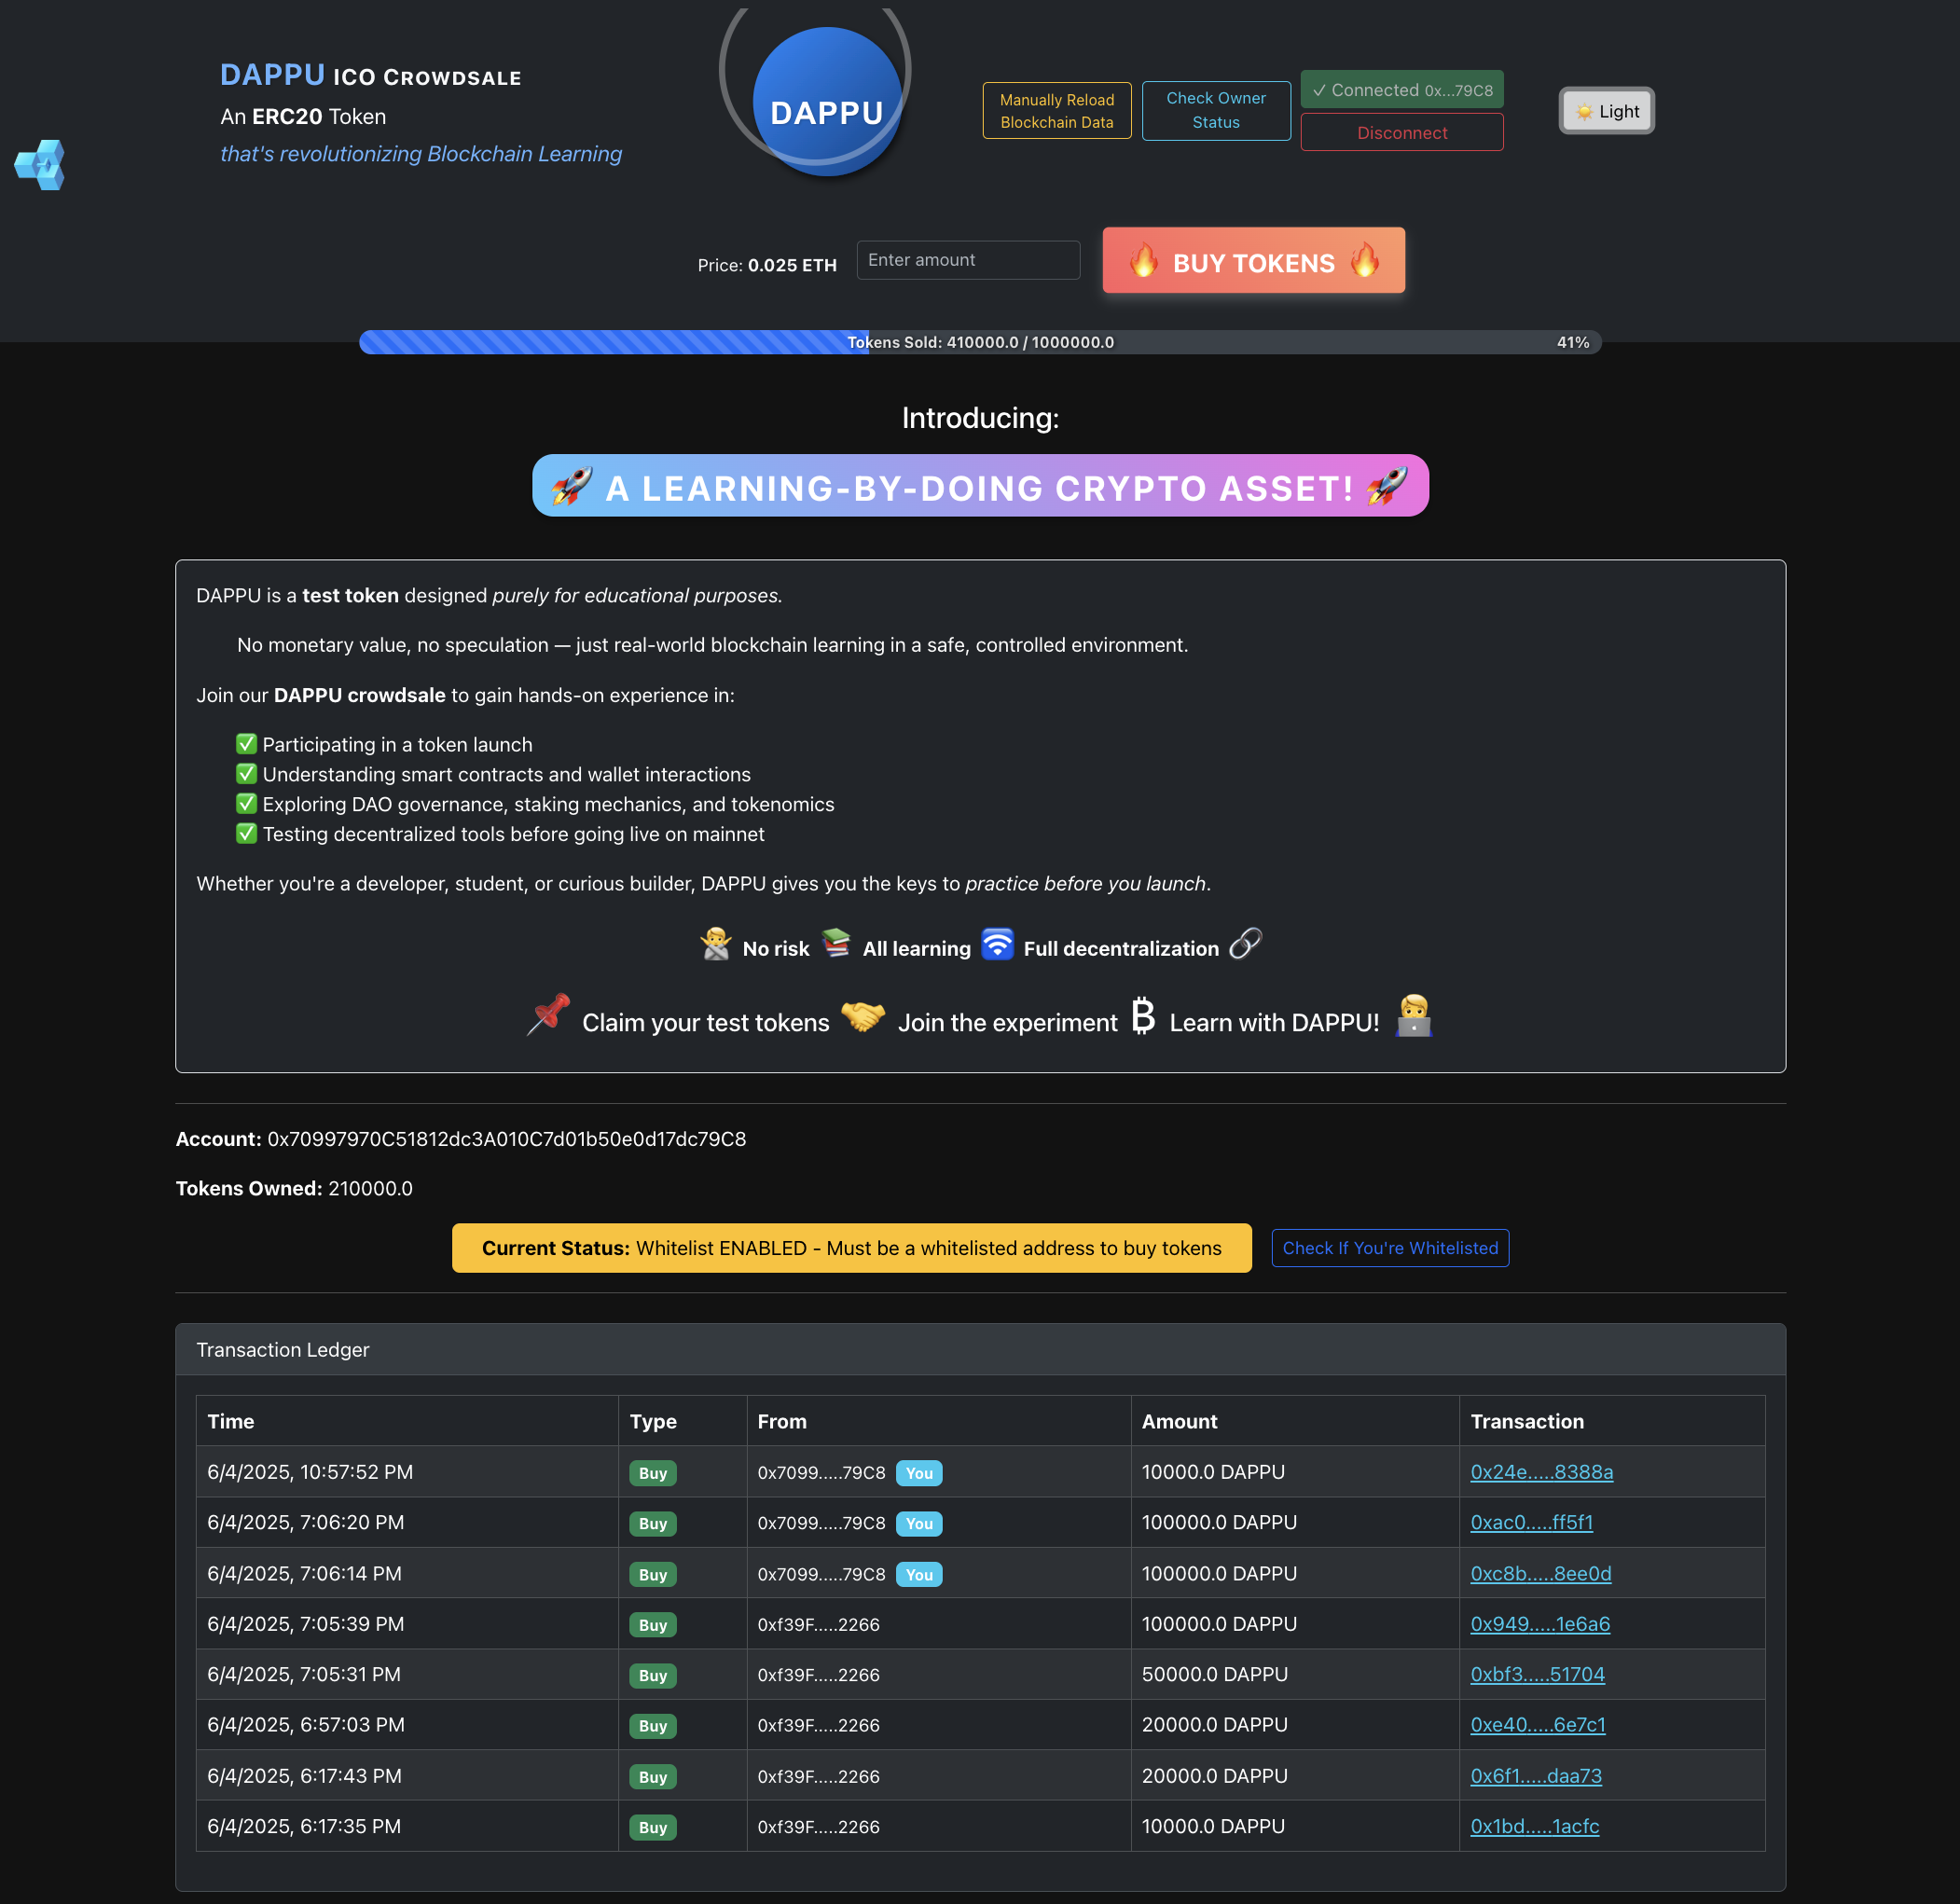 DAPPU ICO CROWDSALE
An ERC20 Token
that's revolutionizing Blockchain Learning
DAPPU
Manually Reload
Blockchain Data
Check Owner
Status
✓ Connected 0x...79C8
Disconnect
☀️ Light
Price: 0.025 ETH
Enter amount
🔥 BUY TOKENS 🔥
Tokens Sold: 410000.0 / 1000000.0
41%
Introducing:
🚀 A LEARNING-BY-DOING CRYPTO ASSET! 🚀
DAPPU is a test token designed purely for educational purposes.
No monetary value, no speculation — just real-world blockchain learning in a safe, controlled environment.
Join our DAPPU crowdsale to gain hands-on experience in:
✅ Participating in a token launch
✅ Understanding smart contracts and wallet interactions
✅ Exploring DAO governance, staking mechanics, and tokenomics
✅ Testing decentralized tools before going live on mainnet
Whether you're a developer, student, or curious builder, DAPPU gives you the keys to practice before you launch.
No risk 📚 All learning 🛜 Full decentralization 🔗
📌 Claim your test tokens 🤝 Join the experiment ₿ Learn with DAPPU! 🧑‍💻
Account: 0x70997970C51812dc3A010C7d01b50e0d17dc79C8
Tokens Owned: 210000.0
Current Status: Whitelist ENABLED - Must be a whitelisted address to buy tokens
Check If You're Whitelisted
Transaction Ledger
Time Type From Amount Transaction
6/4/2025, 10:57:52 PM Buy 0x7099.....79C8 You 10000.0 DAPPU 0x24e.....8388a
6/4/2025, 7:06:20 PM Buy 0x7099.....79C8 You 100000.0 DAPPU 0xac0.....ff5f1
6/4/2025, 7:06:14 PM Buy 0x7099.....79C8 You 100000.0 DAPPU 0xc8b.....8ee0d
6/4/2025, 7:05:39 PM Buy 0xf39F.....2266 100000.0 DAPPU 0x949.....1e6a6
6/4/2025, 7:05:31 PM Buy 0xf39F.....2266 50000.0 DAPPU 0xbf3.....51704
6/4/2025, 6:57:03 PM Buy 0xf39F.....2266 20000.0 DAPPU 0xe40.....6e7c1
6/4/2025, 6:17:43 PM Buy 0xf39F.....2266 20000.0 DAPPU 0x6f1.....daa73
6/4/2025, 6:17:35 PM Buy 0xf39F.....2266 10000.0 DAPPU 0x1bd.....1acfc